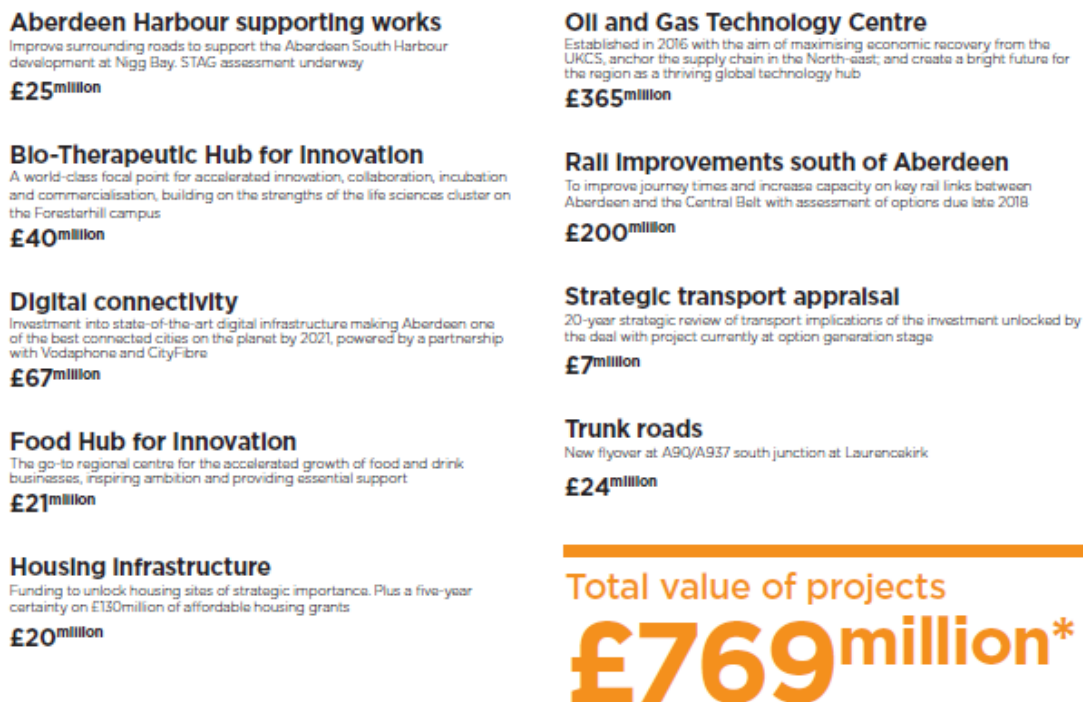 Aberdeen Harbour supporting works
Improve surrounding roads to support the Aberdeen South Harbour
development at Nigg Bay. STAG assessment underway
£25million
Bio-Therapeutic Hub for Innovation
A world-class focal point for accelerated innovation, collaboration, incubation
and commercialisation, building on the strengths of the life sciences cluster on
the Foresterhill campus
£40million
Digital connectivity
Investment into state-of-the-art digital infrastructure making Aberdeen one
of the best connected cities on the planet by 2021, powered by a partnership
with Vodaphone and CityFibre
£67million
Food Hub for Innovation
The go-to regional centre for the accelerated growth of food and drink
businesses, inspiring ambition and providing essential support
£21million
Housing Infrastructure
Funding to unlock housing sites of strategic importance. Plus a five-year
certainty on £130million of affordable housing grants
£20million
Oil and Gas Technology Centre
Established in 2016 with the aim of maximising economic recovery from the
UKCS, anchor the supply chain in the North-east; and create a bright future for
the region as a thriving global technology hub
£365million
Rail Improvements south of Aberdeen
To improve journey times and increase capacity on key rail links between
Aberdeen and the Central Belt with assessment of options due late 2018
£200million
Strategic transport appraisal
20-year strategic review of transport implications of the investment unlocked by
the deal with project currently at option generation stage
£7million
Trunk roads
New flyover at A90/A937 south junction at Laurencekirk
£24million
Total value of projects
£769million*